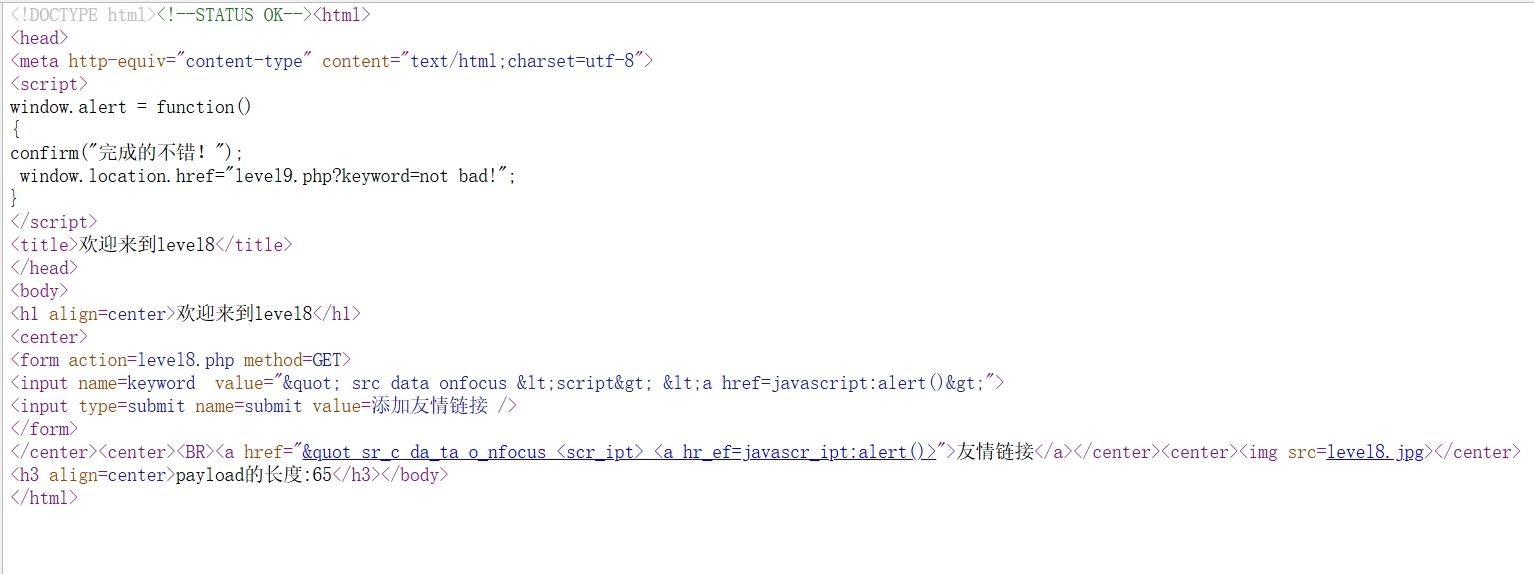 <!DOCTYPE html><!--STATUS OK--><html>
<head>
<meta http-equiv="content-type" content="text/html;charset=utf-8">
<script>
window.alert = function()
{
confirm("完成的不错！");
 window.location.href="level9.php?keyword=not bad!";
}
</script>
<title>欢迎来到level8</title>
</head>
<body>
<h1 align=center>欢迎来到level8</h1>
<center>
<form action=level8.php method=GET>
<input name=keyword  value="&quot; src data onfocus &lt;script&gt; &lt;a href=javascript:alert()&gt;">
<input type=submit name=submit value=添加友情链接 />
</form>
</center><center><BR><a href="&quot sr_c da_ta o_nfocus <scr_ipt> <a hr_ef=javascr_ipt:alert()>">友情链接</a></center><center><img src=level8.jpg></center>
<h3 align=center>payload的长度:65</h3></body>
</html>